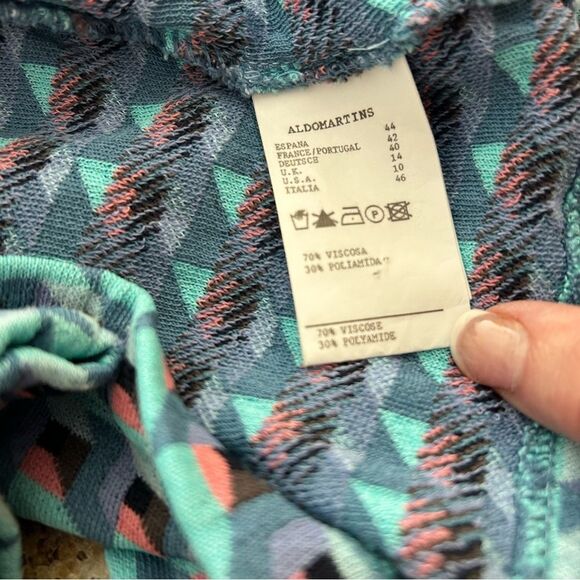 ALDOMARTINS
ESPANA 44
FRANCE/PORTUGAL 42
DEUTSCH 40
U.K. 14
U.S.A. 10
ITALIA 46
P
70% VISCOSA
30% POLIAMIDA
70% VISCOSE
30% POLYAMIDE